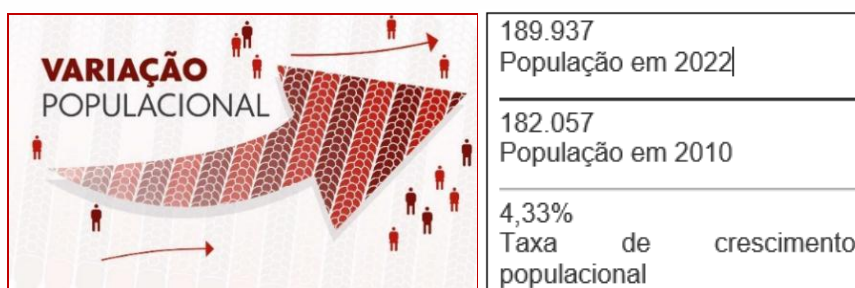 VARIAÇÃO
POPULACIONAL
189.937
População em 2022
182.057
População em 2010
4,33%
Taxa de crescimento
populacional